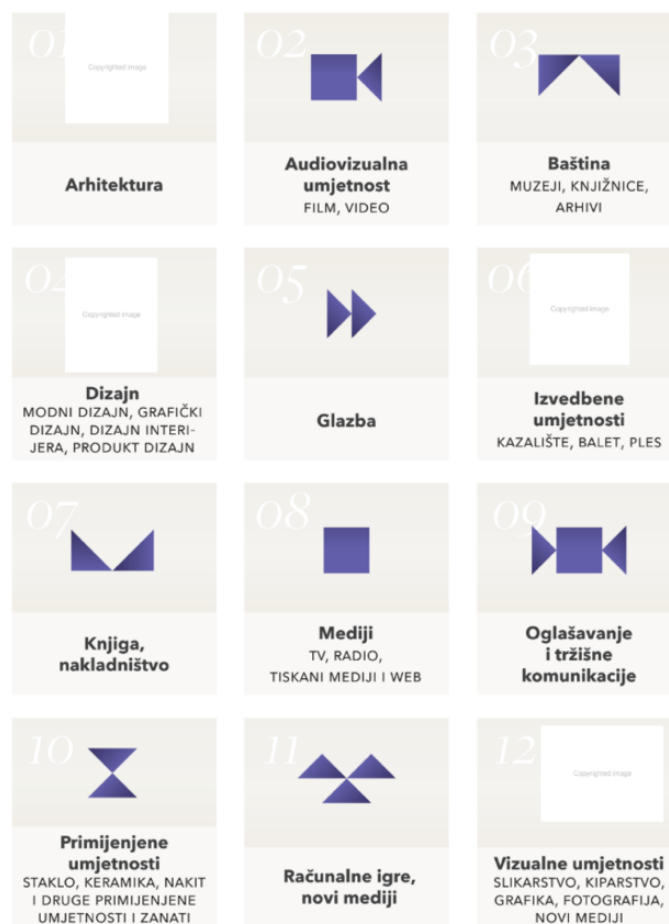 01
Copyrighted image
Arhitektura
02
Audiovizualna
umjetnost
FILM, VIDEO
03
Baština
MUZEJI, KNJIŽNICE,
ARHIVI
04
Copyrighted image
Dizajn
MODNI DIZAJN, GRAFIČKI
DIZAJN, DIZAJN INTERI-
JERA, PRODUKT DIZAJN
05
Glazba
06
Copyrighted image
Izvedbene
umjetnosti
KAZALIŠTE, BALET, PLES
07
Knjiga,
nakladništvo
08
Mediji
TV, RADIO,
TISKANI MEDIJI I WEB
09
Oglašavanje
i tržišne
komunikacije
10
Primijenjene
umjetnosti
STAKLO, KERAMIKA, NAKIT
I DRUGE PRIMIJENJENE
UMJETNOSTI I ZANATI
11
Računalne igre,
novi mediji
12
Copyrighted image
Vizualne umjetnosti
SLIKARSTVO, KIPARSTVO,
GRAFIKA, FOTOGRAFIJA,
NOVI MEDIJI